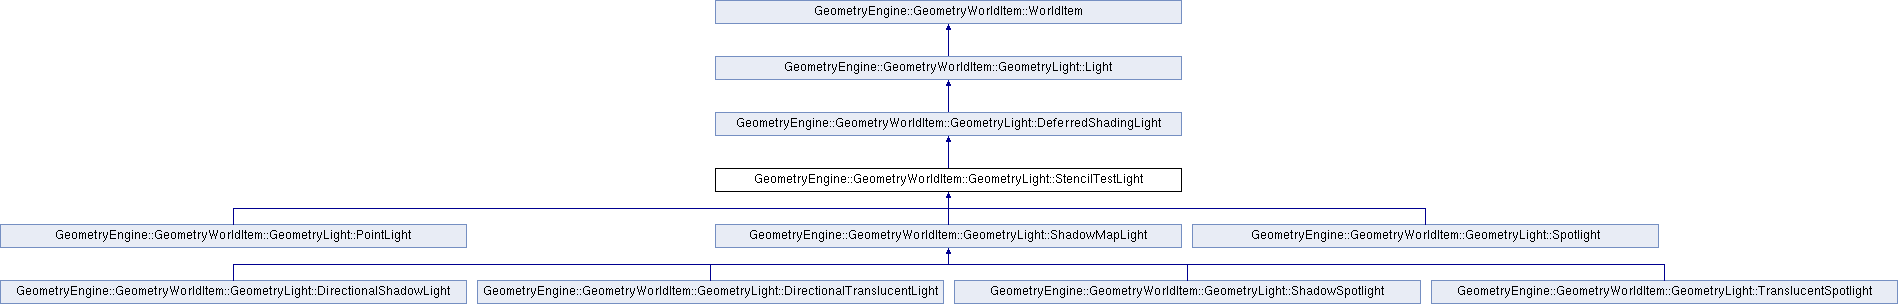 GeometryEngine::GeometryWorldItem::WorldItem
GeometryEngine::GeometryWorldItem::GeometryLight::Light
GeometryEngine::GeometryWorldItem::GeometryLight::DeferredShadingLight
GeometryEngine::GeometryWorldItem::GeometryLight::StencilTestLight
GeometryEngine::GeometryWorldItem::GeometryLight::PointLight
GeometryEngine::GeometryWorldItem::GeometryLight::ShadowMapLight
GeometryEngine::GeometryWorldItem::GeometryLight::Spotlight
GeometryEngine::GeometryWorldItem::GeometryLight::DirectionalShadowLight
GeometryEngine::GeometryWorldItem::GeometryLight::DirectionalTranslucentLight
GeometryEngine::GeometryWorldItem::GeometryLight::ShadowSpotlight
GeometryEngine::GeometryWorldItem::GeometryLight::TranslucentSpotlight